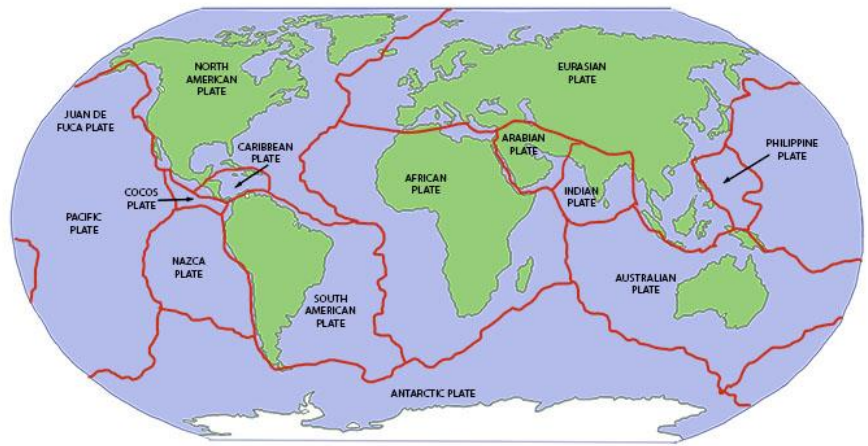 NORTH
AMERICAN
PLATE
EURASIAN
PLATE
JUAN DE
FUCA PLATE
CARIBBEAN
PLATE
ARABIAN
PLATE
PHILIPPINE
PLATE
COCOS
PLATE
AFRICAN
PLATE
INDIAN
PLATE
PACIFIC
PLATE
NAZCA
PLATE
SOUTH
AMERICAN
PLATE
AUSTRALIAN
PLATE
ANTARCTIC PLATE